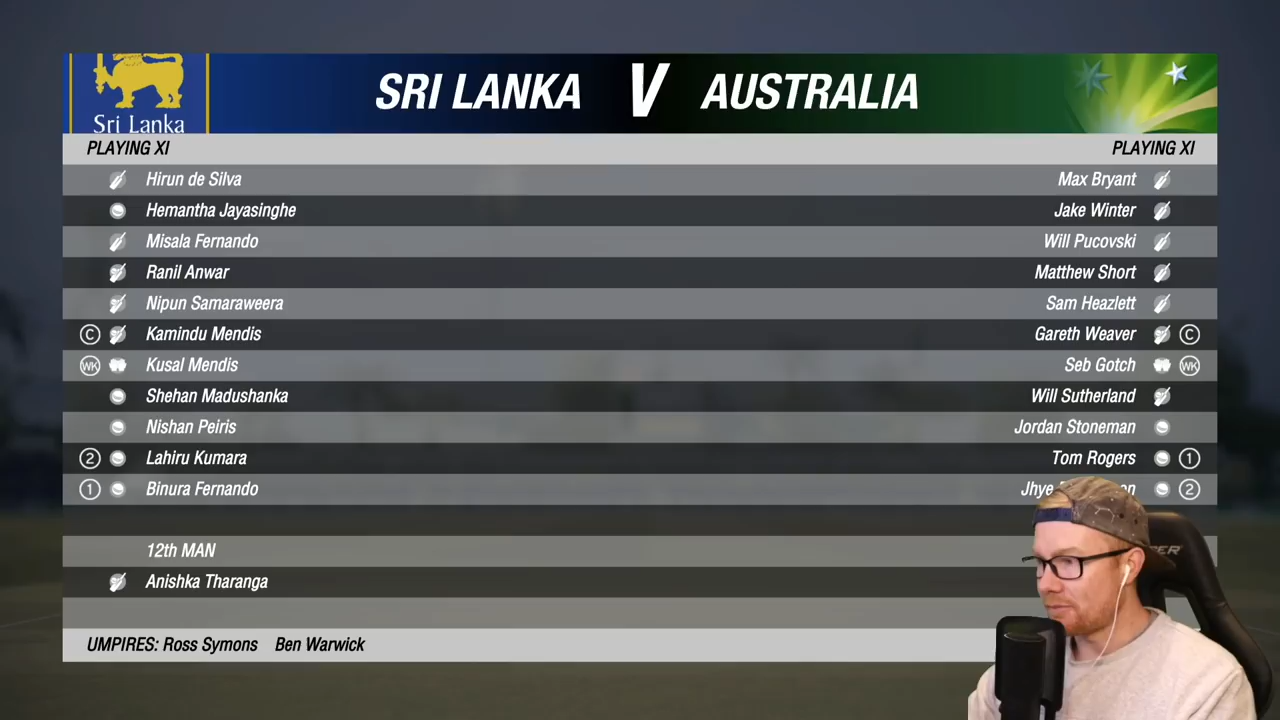 SRI LANKA V AUSTRALIA
Sri Lanka
PLAYING XI PLAYING XI
Hirun de Silva Max Bryant
Hemantha Jayasinghe Jake Winter
Misala Fernando Will Pucovski
Ranil Anwar Matthew Short
Nipun Samaraweera Sam Heazlett
C Kamindu Mendis Gareth Weaver C
WK Kusal Mendis Seb Gotch WK
Shehan Madushanka Will Sutherland
Nishan Peiris Jordan Stoneman
2 Lahiru Kumara Tom Rogers 1
1 Binura Fernando Jhye 2
12th MAN
Anishka Tharanga
UMPIRES: Ross Symons Ben Warwick